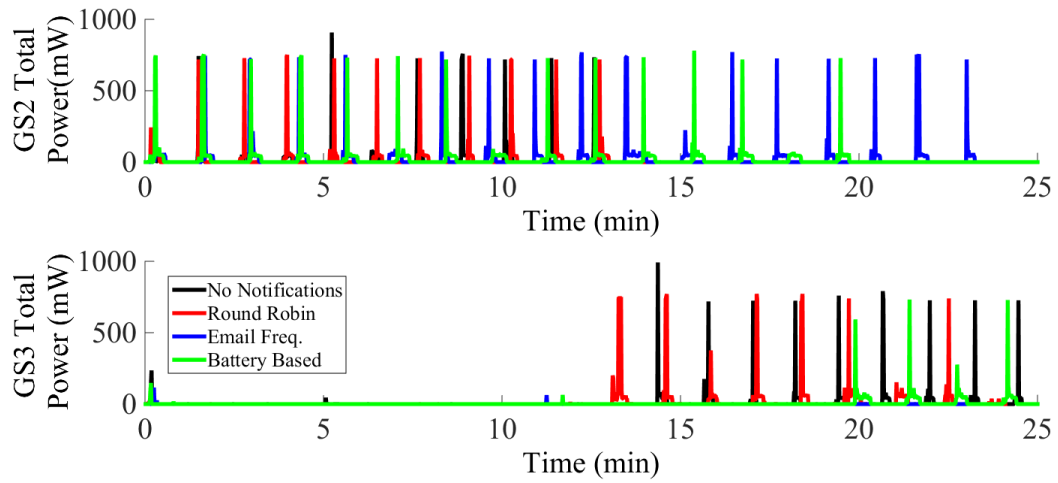 GS2 Total
Power(mW)
1000
500
0
0 5 10 15 20 25
Time (min)
GS3 Total
Power (mW)
1000
500
0
No Notifications
Round Robin
Email Freq.
Battery Based
0 5 10 15 20 25
Time (min)